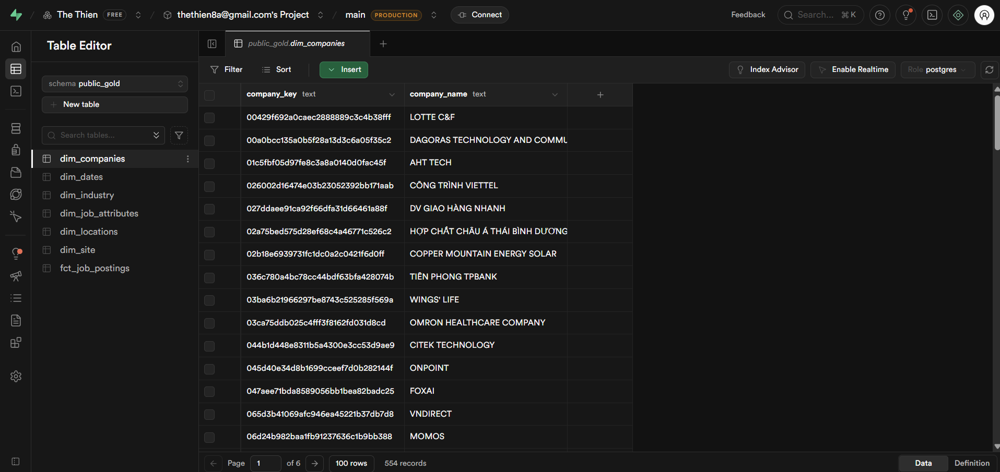 The Thien FREE thethien8a@gmail.com's Project main PRODUCTION Connect Feedback Search... ⌘ K
Table Editor
schema public_gold
New table
Search tables...
dim_companies
dim_dates
dim_industry
dim_job_attributes
dim_locations
dim_site
fct_job_postings
public_gold.dim_companies
Filter Sort Insert Index Advisor Enable Realtime Role postgres
company_key text company_name text
00429f692a0caec2888889c3c4b38fff LOTTE C&F
00a0bcc135a0b5f28a13d3c6a05f35c2 DAGORAS TECHNOLOGY AND COMMU
01c5fbf05d97fe8c3a8a0140d0fac45f AHT TECH
026002d16474e03b23052392bb171aab CÔNG TRÌNH VIETTEL
027ddaee91ca92f66dfa31d66461a88f DV GIAO HÀNG NHANH
02a75bed575d28ef68c4a46771c526c2 HỢP CHẤT CHÂU Á THÁI BÌNH DƯƠNG
02b18e6939731fc1dc0a2c0421f6d0ff COPPER MOUNTAIN ENERGY SOLAR
036c780a4bc78cc44bdf63bfa428074b TIÊN PHONG TPBANK
03ba6b21966297be8743c525285f569a WINGS' LIFE
03ca75ddb025c4fff3f8162fd031d8cd OMRON HEALTHCARE COMPANY
044b1d448e8311b5a4300e3cc53d9ae9 CITEK TECHNOLOGY
045d40e34d8b1699cceef7d0b282144f ONPOINT
047aee71bda8589056bb1bea82badc25 FOXAI
065d3b41069afc946ea45221b37db7d8 VNDIRECT
06d24b982baa1fb91237636c1b9bb388 MOMOS
Page 1 of 6 100 rows 554 records Data Definition